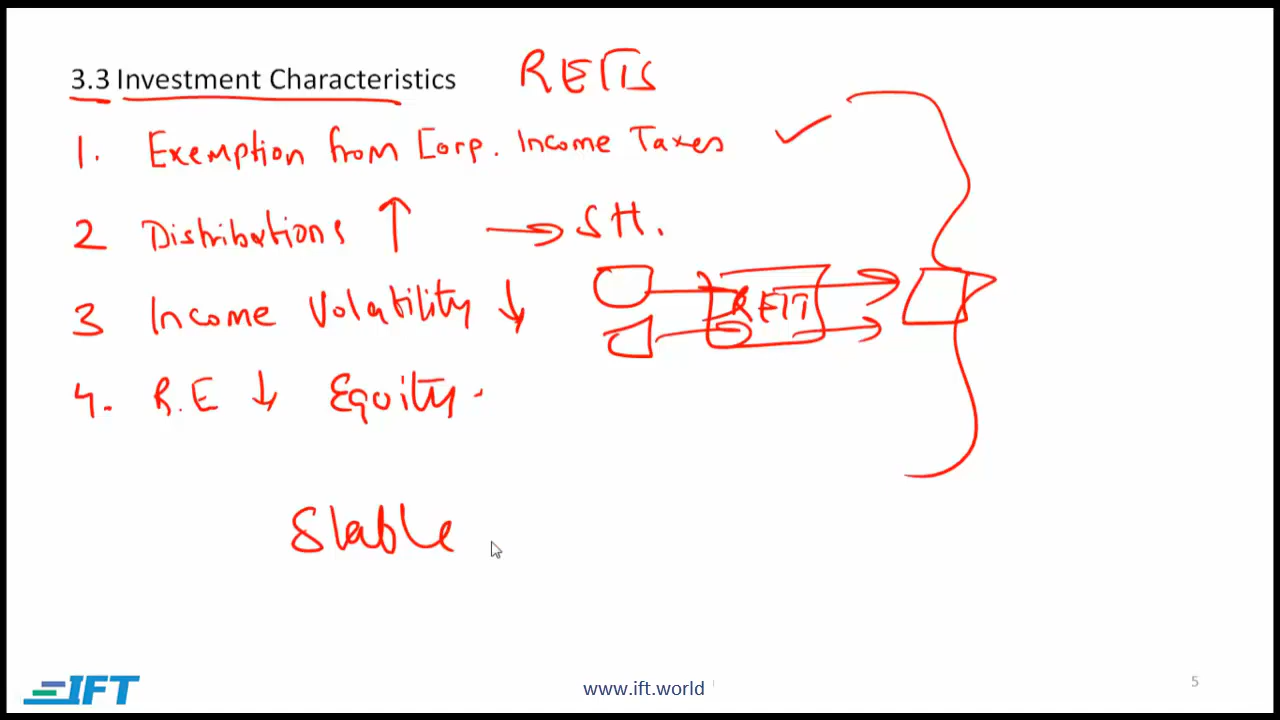 3.3 Investment Characteristics REITS
1. Exemption from Corp. Income Taxes ✓
2 Distributions ↑ → SH.
3 Income Volatility ↓
REIT
4. R.E ↓ Equity.
Stable
IFT
www.ift.world
5